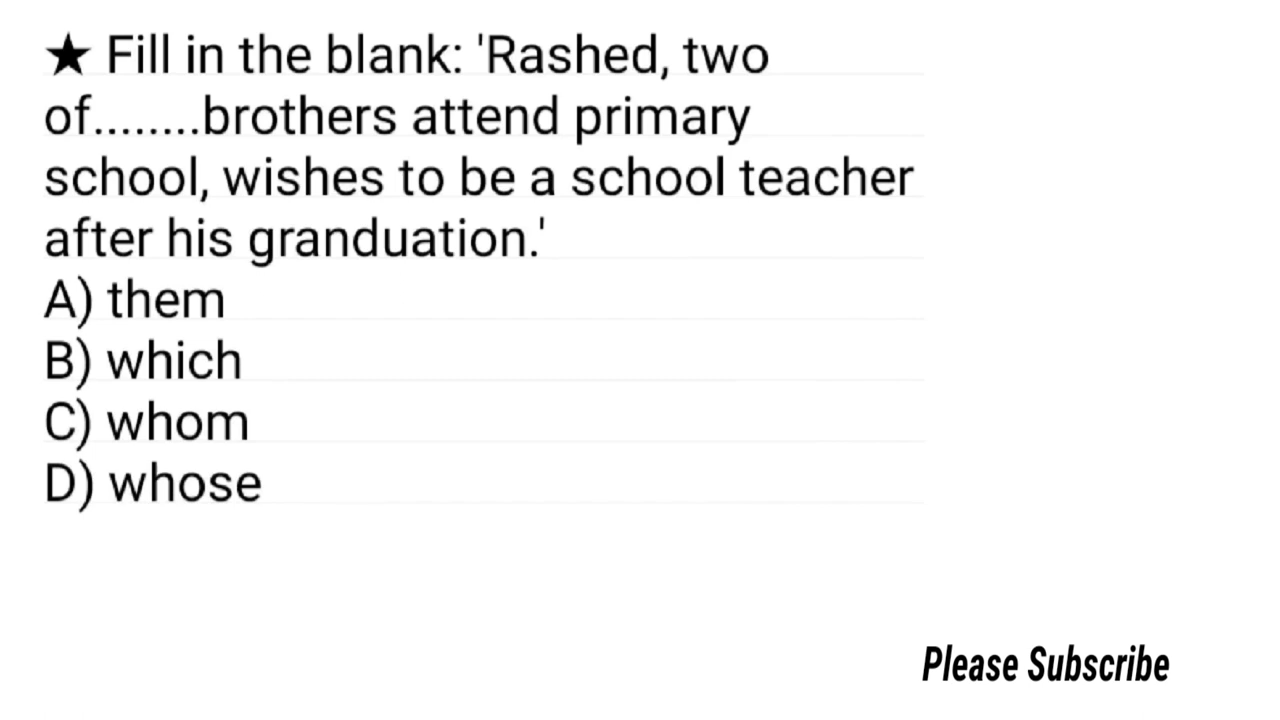 ★ Fill in the blank: 'Rashed, two
of........brothers attend primary
school, wishes to be a school teacher
after his granduation.'
A) them
B) which
C) whom
D) whose
Please Subscribe